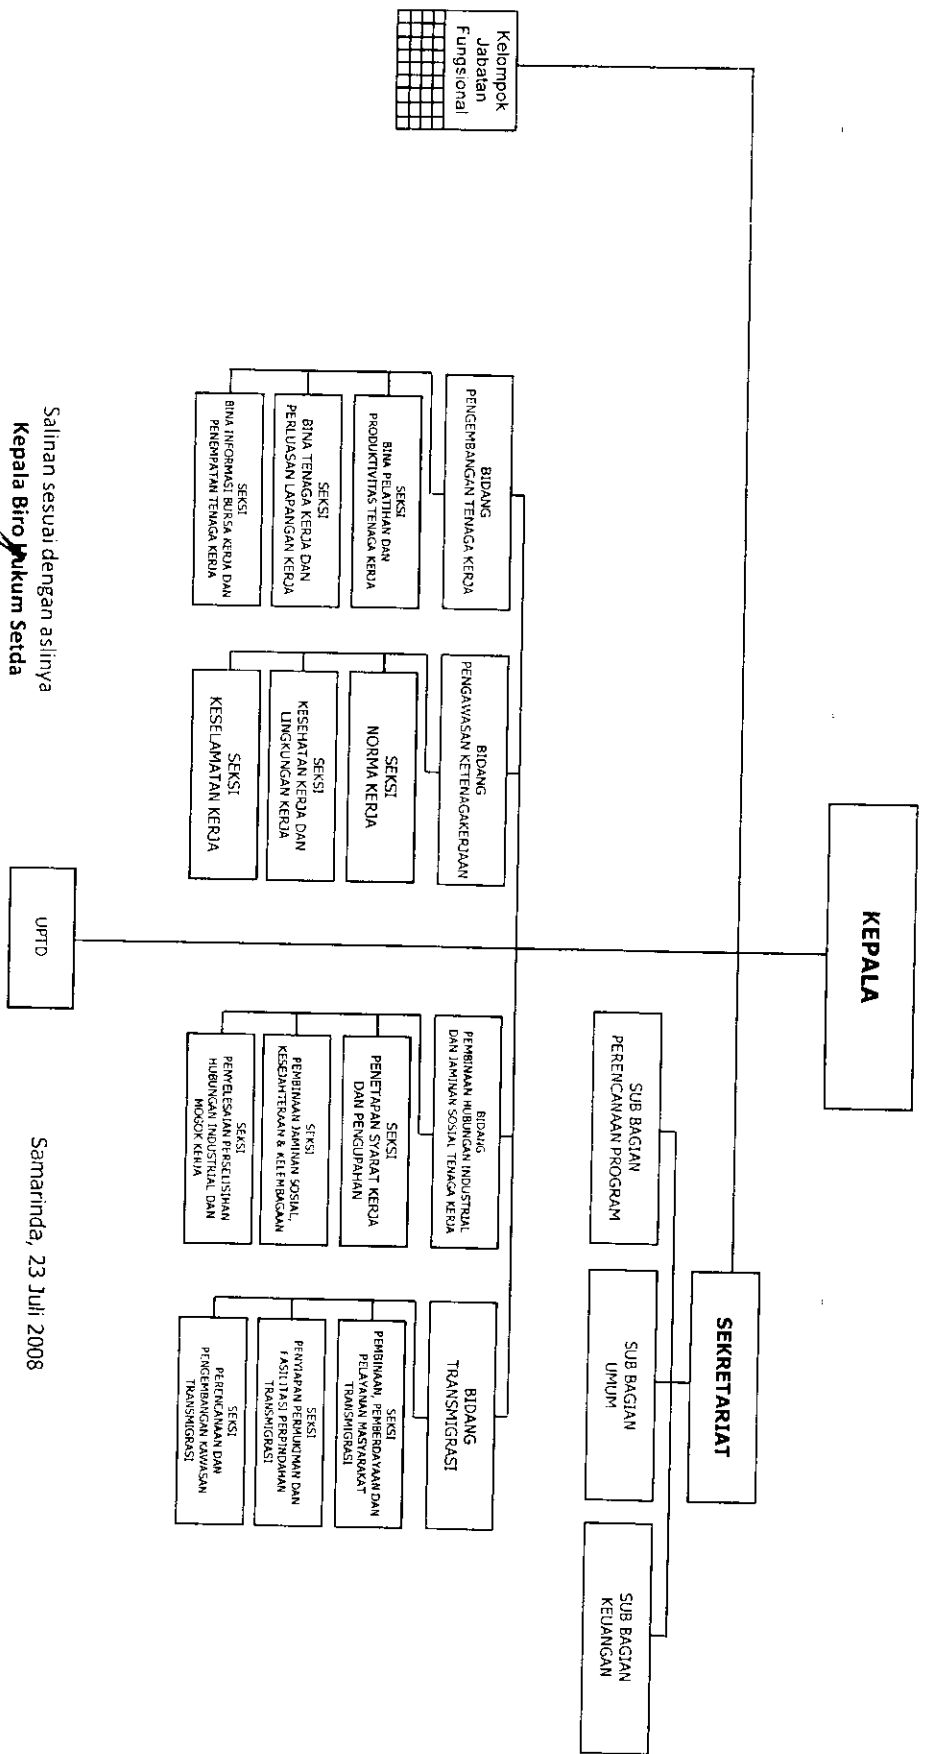 KEPALA
SEKRETARIAT
SUB BAGIAN
PERENCANAAN PROGRAM
SUB BAGIAN
UMUM
SUB BAGIAN
KEUANGAN
Kelompok
Jabatan
Fungsional
BIDANG
PENGEMBANGAN TENAGA KERJA
SEKSI
BINA PELATIHAN DAN
PRODUKTIVITAS TENAGA KERJA
SEKSI
BINA TENAGA KERJA DAN
PERLUASAN LAPANGAN KERJA
SEKSI
BINA INFORMASI BURSA KERJA DAN
PENEMPATAN TENAGA KERJA
BIDANG
PENGAWASAN KETENAGAKERJAAN
SEKSI
NORMA KERJA
SEKSI
KESEHATAN KERJA DAN
LINGKUNGAN KERJA
SEKSI
KESELAMATAN KERJA
BIDANG
PEMBINAAN HUBUNGAN INDUSTRIAL
DAN JAMINAN SOSIAL TENAGA KERJA
SEKSI
PENETAPAN SYARAT KERJA
DAN PENGUPAHAN
SEKSI
PEMBINAAN JAMINAN SOSIAL,
KESEJAHTERAAN & KELEMBAGAAN
SEKSI
PENYELESAIAN PERSELISIHAN
HUBUNGAN INDUSTRIAL DAN
MOGOK KERJA
BIDANG
TRANSMIGRASI
SEKSI
PEMBINAAN, PEMBERDAYAAN DAN
PELAYANAN MASYARAKAT
TRANSMIGRASI
SEKSI
PENYIAPAN PERMUKIMAN DAN
FASILITASI PERPINDAHAN
TRANSMIGRASI
SEKSI
PERENCANAAN DAN
PENGEMBANGAN KAWASAN
TRANSMIGRASI
UPTD
Salinan sesuai dengan aslinya
Kepala Biro Hukum Setda
Samarinda, 23 Juli 2008